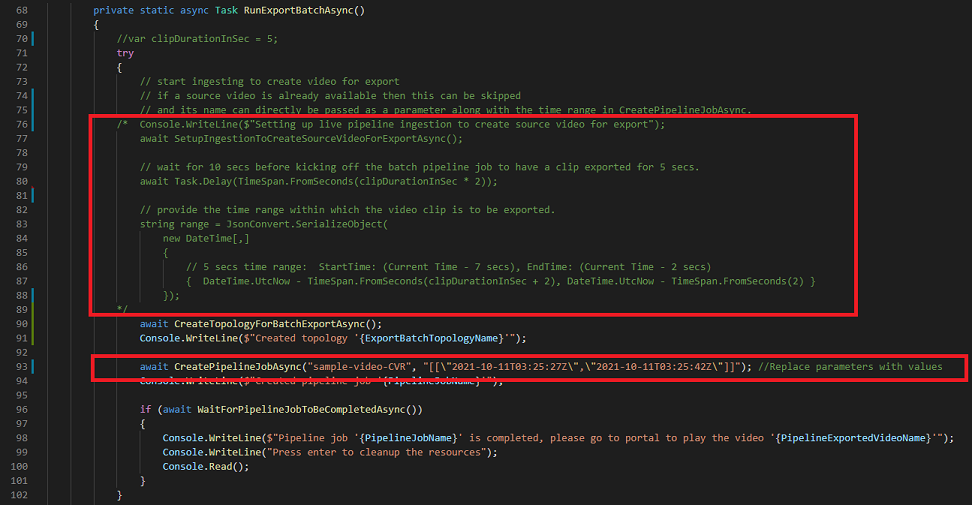 68 private static async Task RunExportBatchAsync()
69 {
70 //var clipDurationInSec = 5;
71 try
72 {
73 // start ingesting to create video for export
74 // if a source video is already available then this can be skipped
75 // and its name can directly be passed as a parameter along with the time range in CreatePipelineJobAsync.
76 /* Console.WriteLine($"Setting up live pipeline ingestion to create source video for export");
77 await SetupIngestionToCreateSourceVideoForExportAsync();
78
79 // wait for 10 secs before kicking off the batch pipeline job to have a clip exported for 5 secs.
80 await Task.Delay(TimeSpan.FromSeconds(clipDurationInSec * 2));
81
82 // provide the time range within which the video clip is to be exported.
83 string range = JsonConvert.SerializeObject(
84 new DateTime[,]
85 {
86 // 5 secs time range:  StartTime: (Current Time - 7 secs), EndTime: (Current Time - 2 secs)
87 {  DateTime.UtcNow - TimeSpan.FromSeconds(clipDurationInSec + 2), DateTime.UtcNow - TimeSpan.FromSeconds(2) }
88 });
89 */
90 await CreateTopologyForBatchExportAsync();
91 Console.WriteLine($"Created topology '{ExportBatchTopologyName}'");
92
93 await CreatePipelineJobAsync("sample-video-CVR", "[[\"2021-10-11T03:25:27Z\",\"2021-10-11T03:25:42Z\"]]"); //Replace parameters with values
94 Console.WriteLine($"Created pipeline job '{PipelineJobName}'");
95
96 if (await WaitForPipelineJobToBeCompletedAsync())
97 {
98 Console.WriteLine($"Pipeline job '{PipelineJobName}' is completed, please go to portal to play the video '{PipelineExportedVideoName}'");
99 Console.WriteLine("Press enter to cleanup the resources");
100 Console.Read();
101 }
102 }